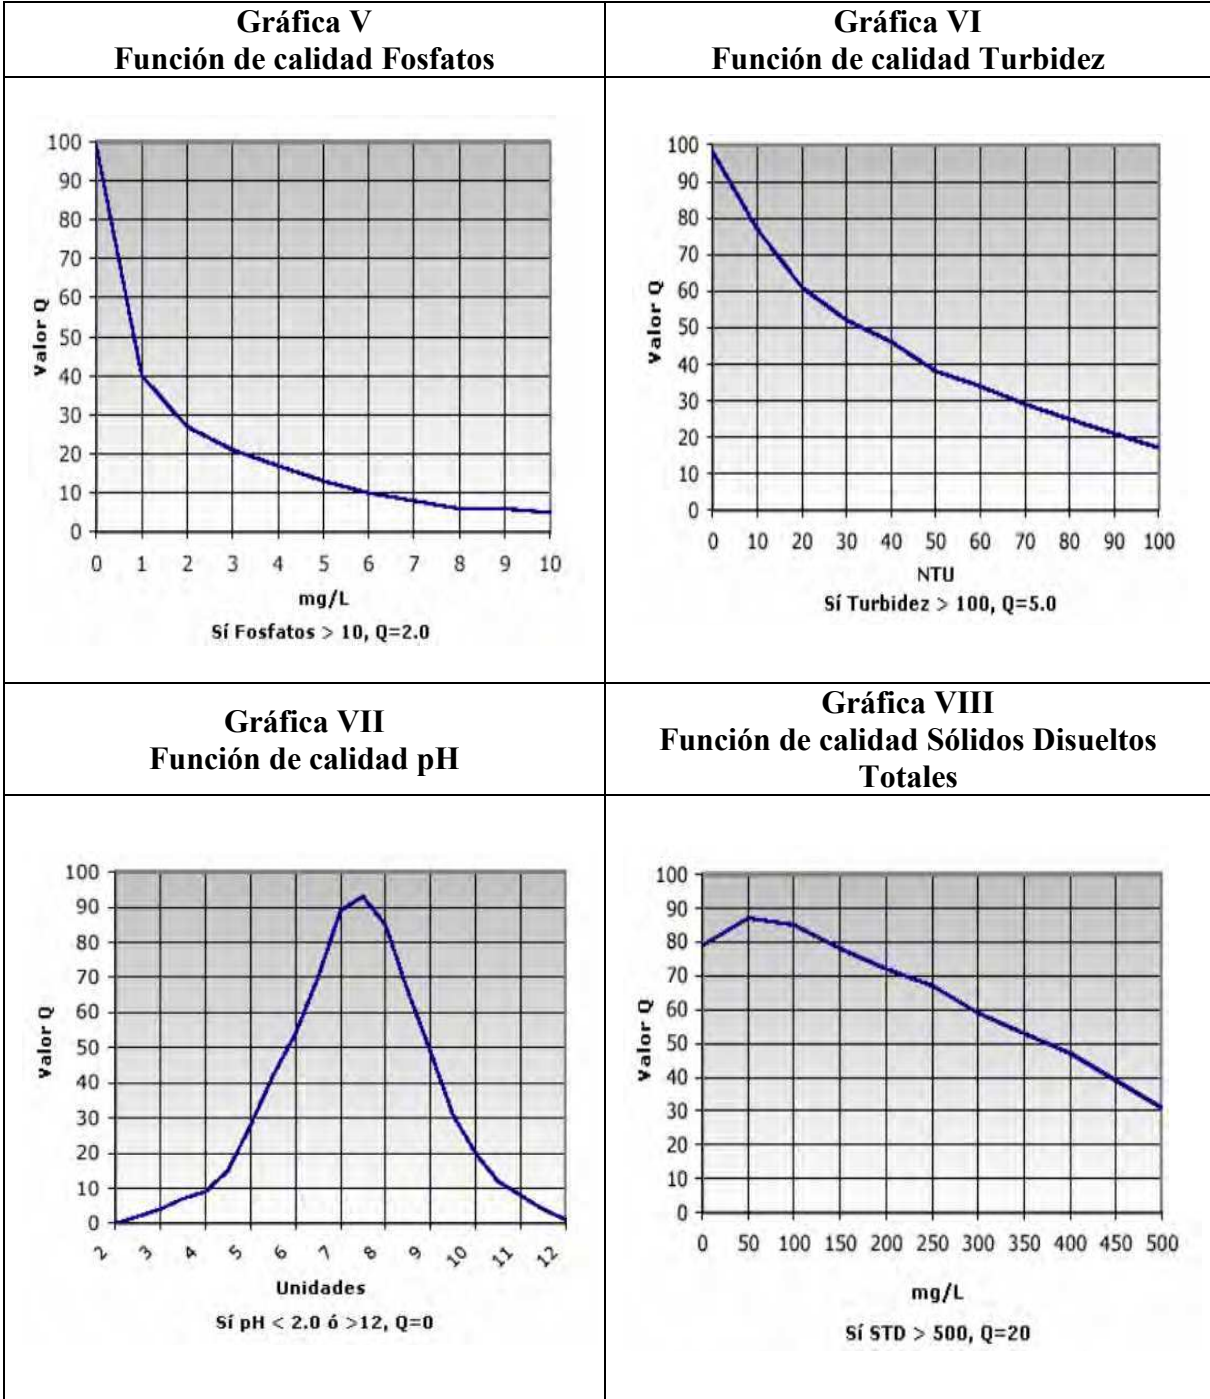 Gráfica V
Función de calidad Fosfatos
100
90
80
70
60
50
40
30
20
10
0
Valor Q
0 1 2 3 4 5 6 7 8 9 10
mg/L
Sí Fosfatos > 10, Q=2.0
Gráfica VI
Función de calidad Turbidez
100
90
80
70
60
50
40
30
20
10
0
Valor Q
0 10 20 30 40 50 60 70 80 90 100
NTU
Sí Turbidez > 100, Q=5.0
Gráfica VII
Función de calidad pH
100
90
80
70
60
50
40
30
20
10
0
Valor Q
2 3 4 5 6 7 8 9 10 11 12
Unidades
Sí pH < 2.0 ó >12, Q=0
Gráfica VIII
Función de calidad Sólidos Disueltos
Totales
100
90
80
70
60
50
40
30
20
10
0
Valor Q
0 50 100 150 200 250 300 350 400 450 500
mg/L
Sí STD > 500, Q=20